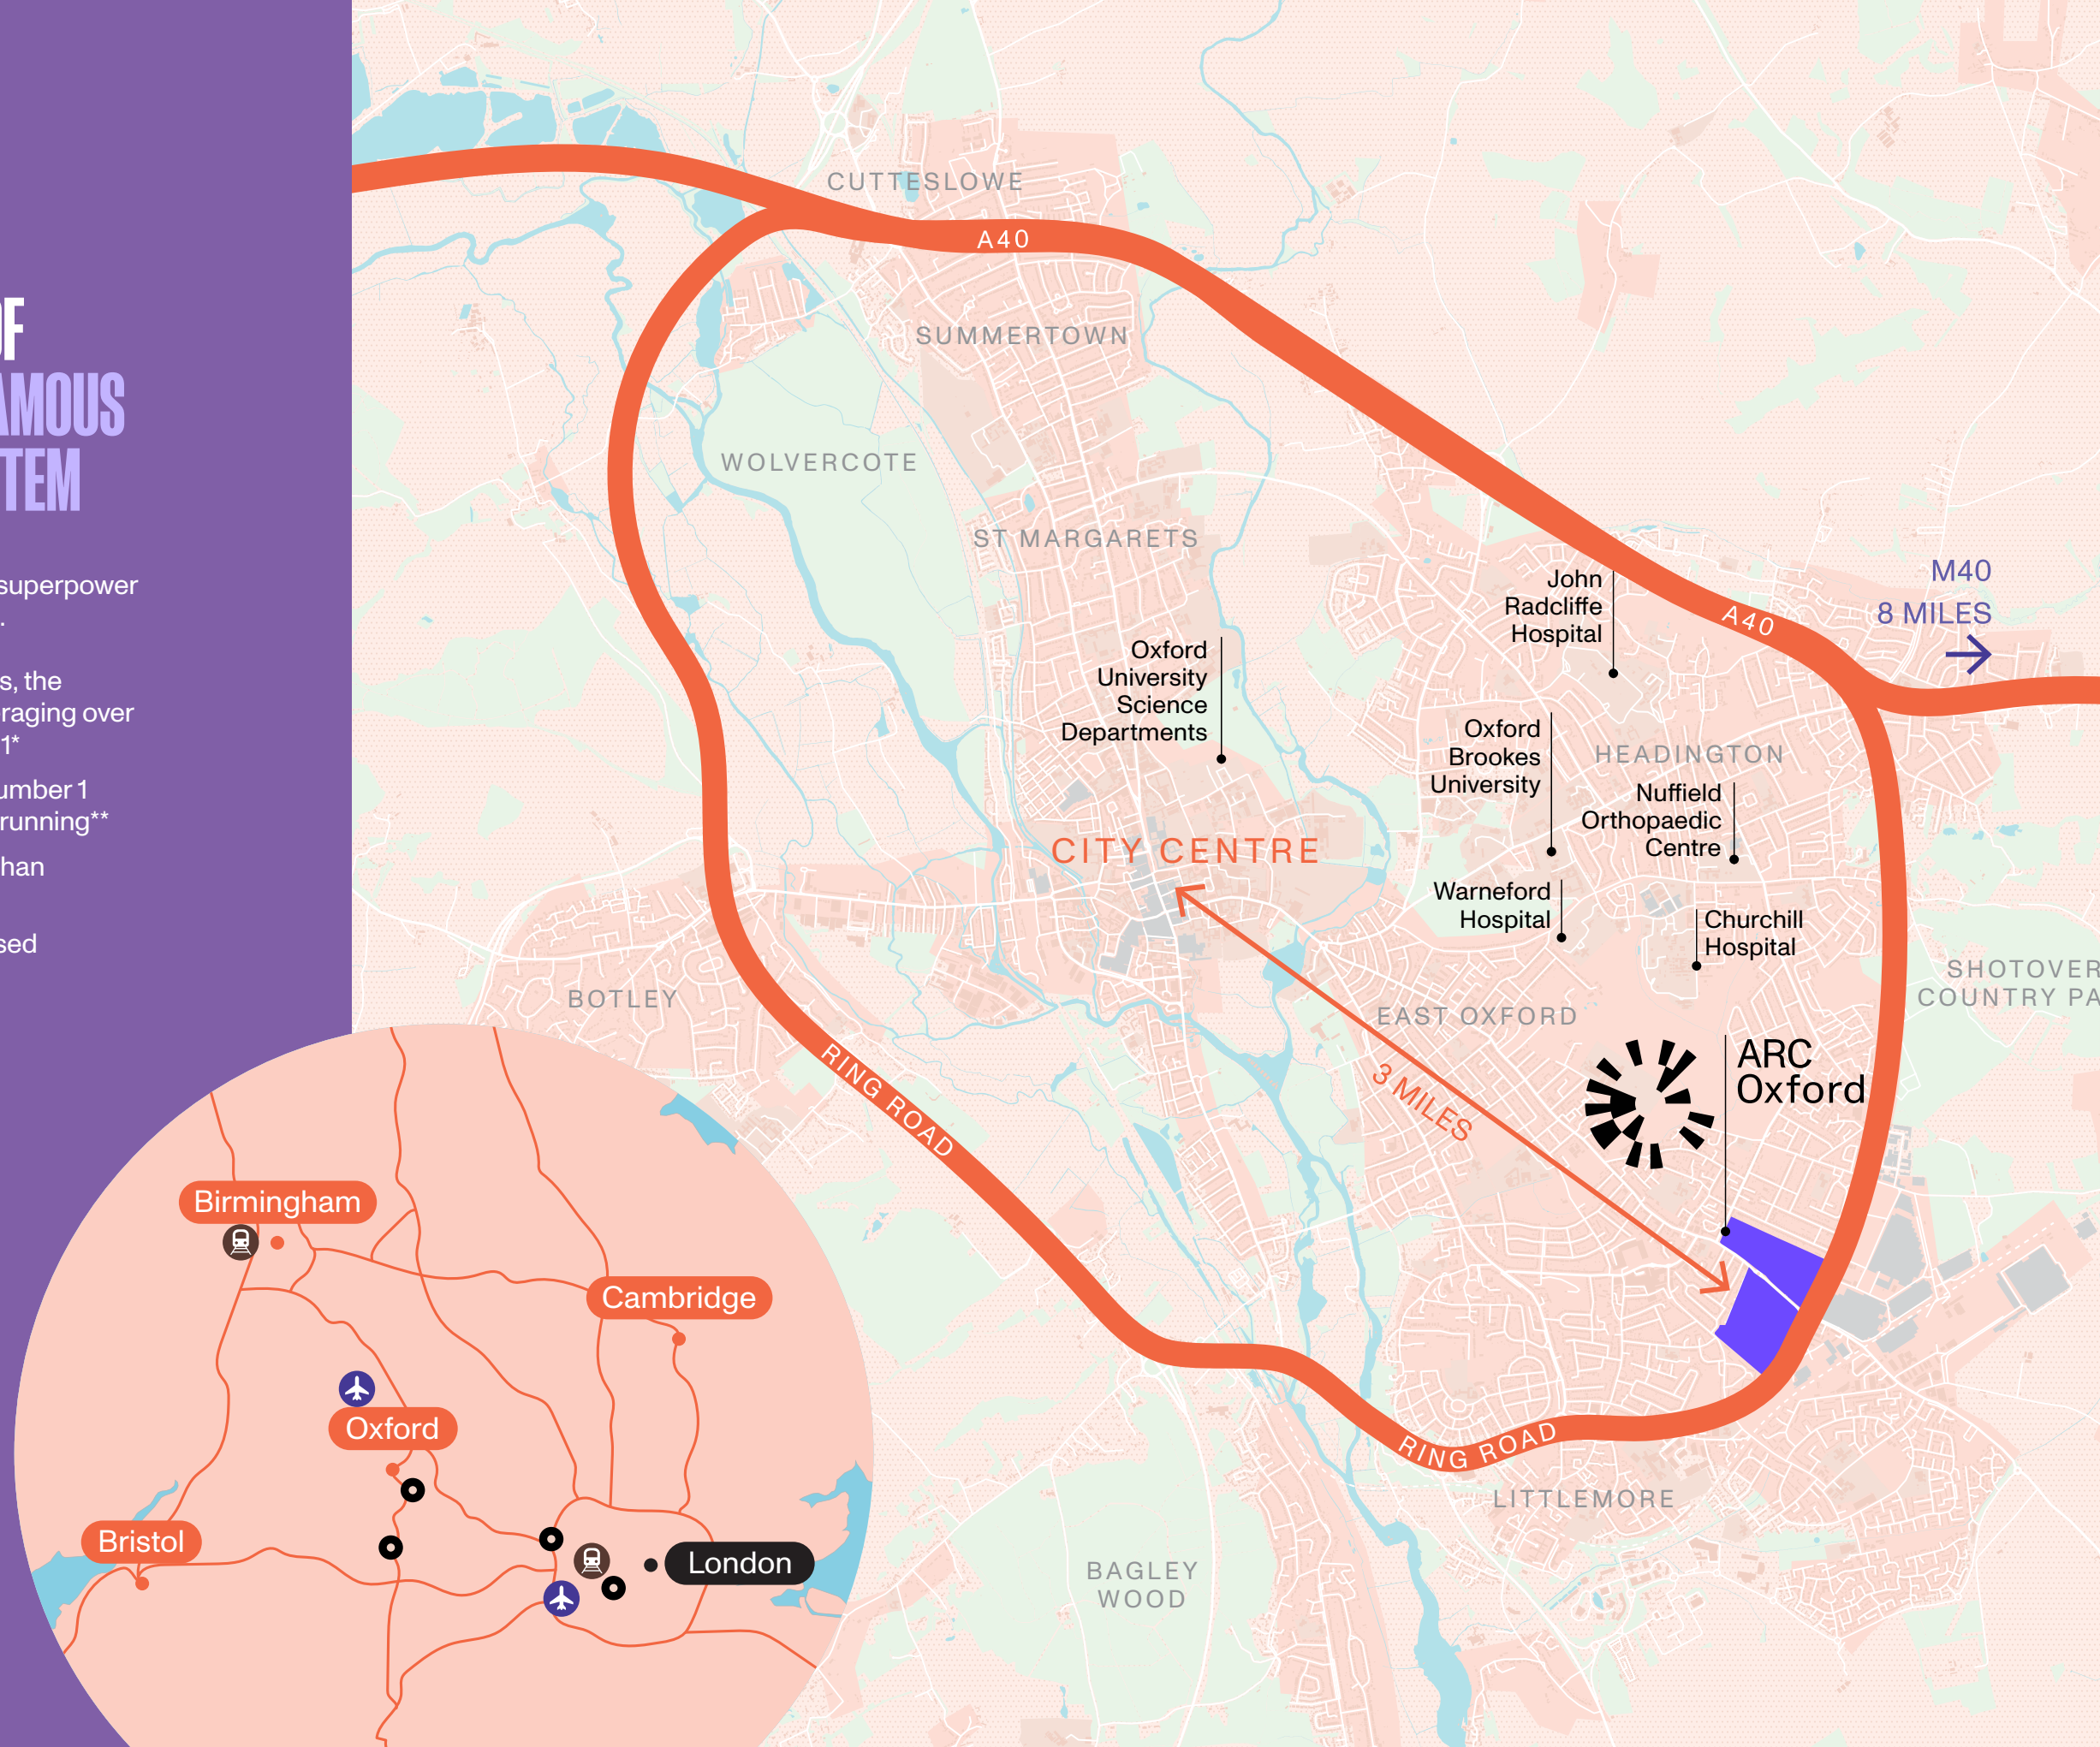 OF
AMOUS
TEM
superpower
.
s, the
raging over
1*
umber 1
running**
han
sed
CUTTESLOWE
A40
SUMMERTOWN
WOLVERCOTE
ST MARGARETS
M40
8 MILES
A40
John
Radcliffe
Hospital
Oxford
University
Science
Departments
Oxford
Brookes
University
HEADINGTON
Nuffield
Orthopaedic
Centre
CITY CENTRE
Warneford
Hospital
Churchill
Hospital
SHOTOVER
COUNTRY PA
BOTLEY
EAST OXFORD
RING ROAD
3 MILES
ARC
Oxford
RING ROAD
LITTLEMORE
BAGLEY
WOOD
Birmingham
Cambridge
Oxford
Bristol
London